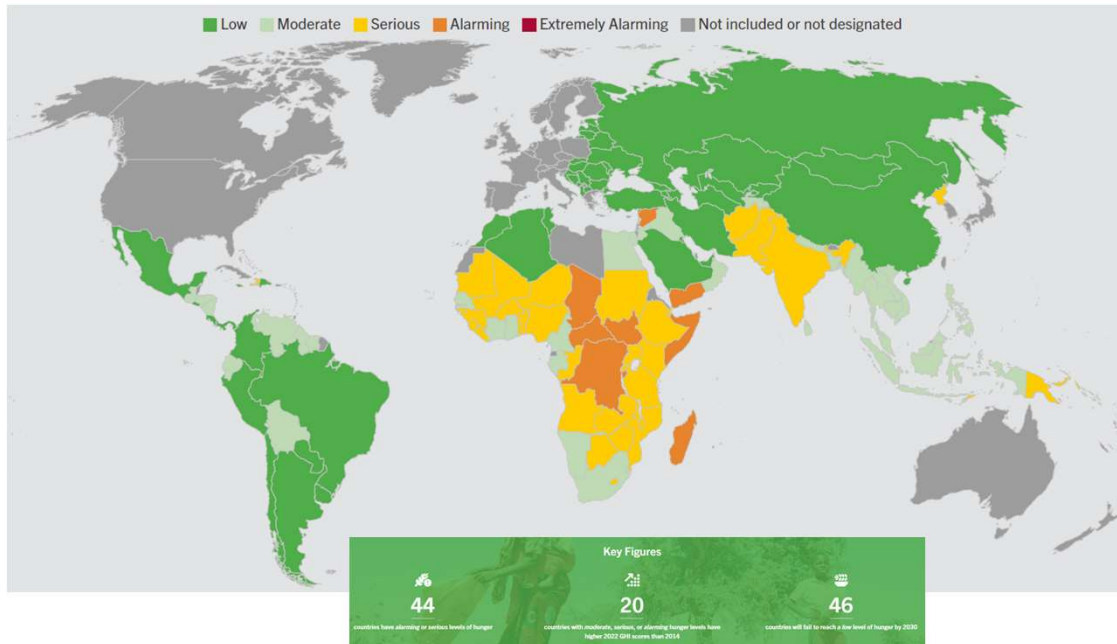 Low Moderate Serious Alarming Extremely Alarming Not included or not designated
Key Figures
44 20 46
countries have alarming or serious levels of hunger
countries with moderate, serious, or alarming hunger levels have
higher 2022 GHI scores than 2014
countries will fail to reach a low level of hunger by 2030